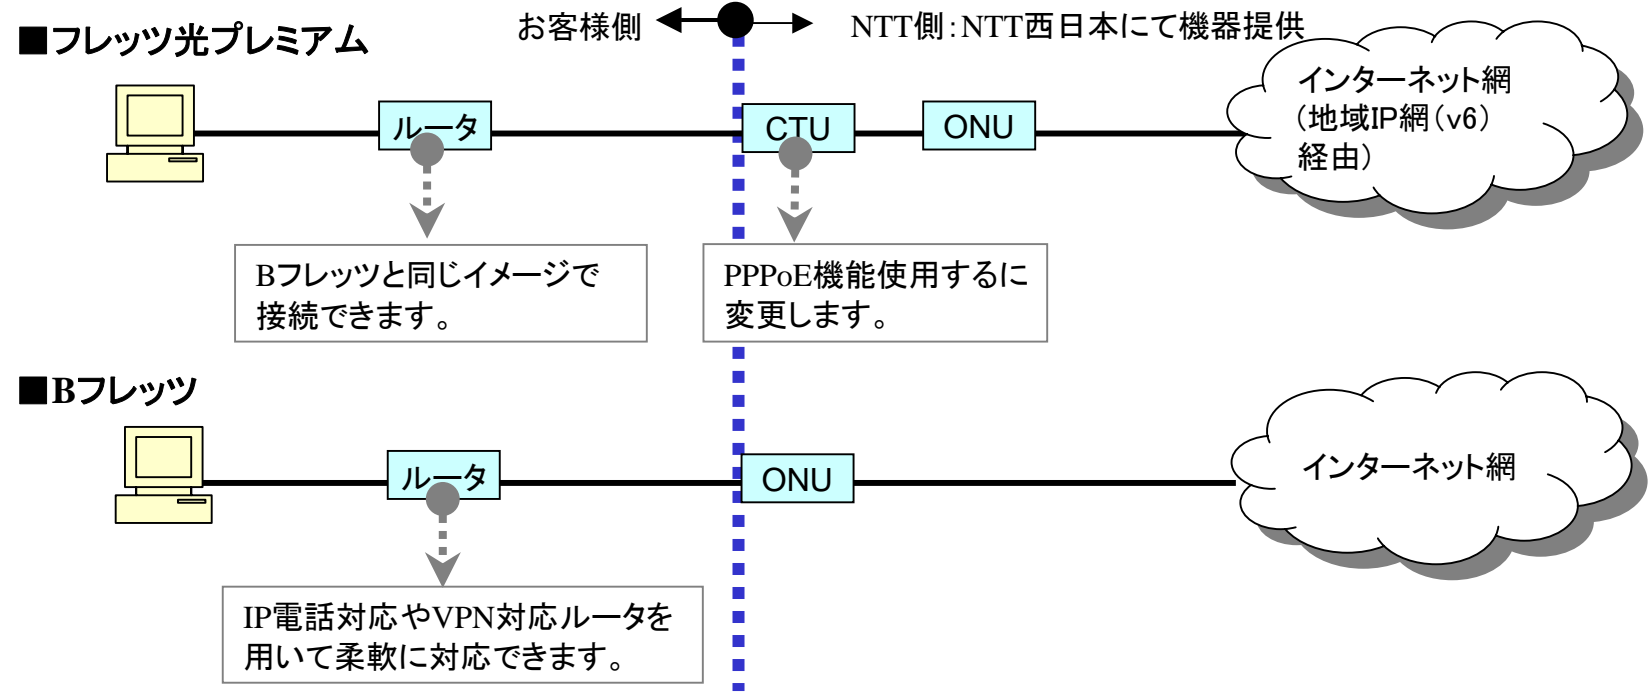 お客様側
NTT側:NTT西日本にて機器提供
■フレッツ光プレミアム
ルータ
CTU
ONU
インターネット網
(地域IP網(v6)
経由)
Bフレッツと同じイメージで
接続できます。
PPPoE機能使用するに
変更します。
■Bフレッツ
ルータ
ONU
インターネット網
IP電話対応やVPN対応ルータを
用いて柔軟に対応できます。